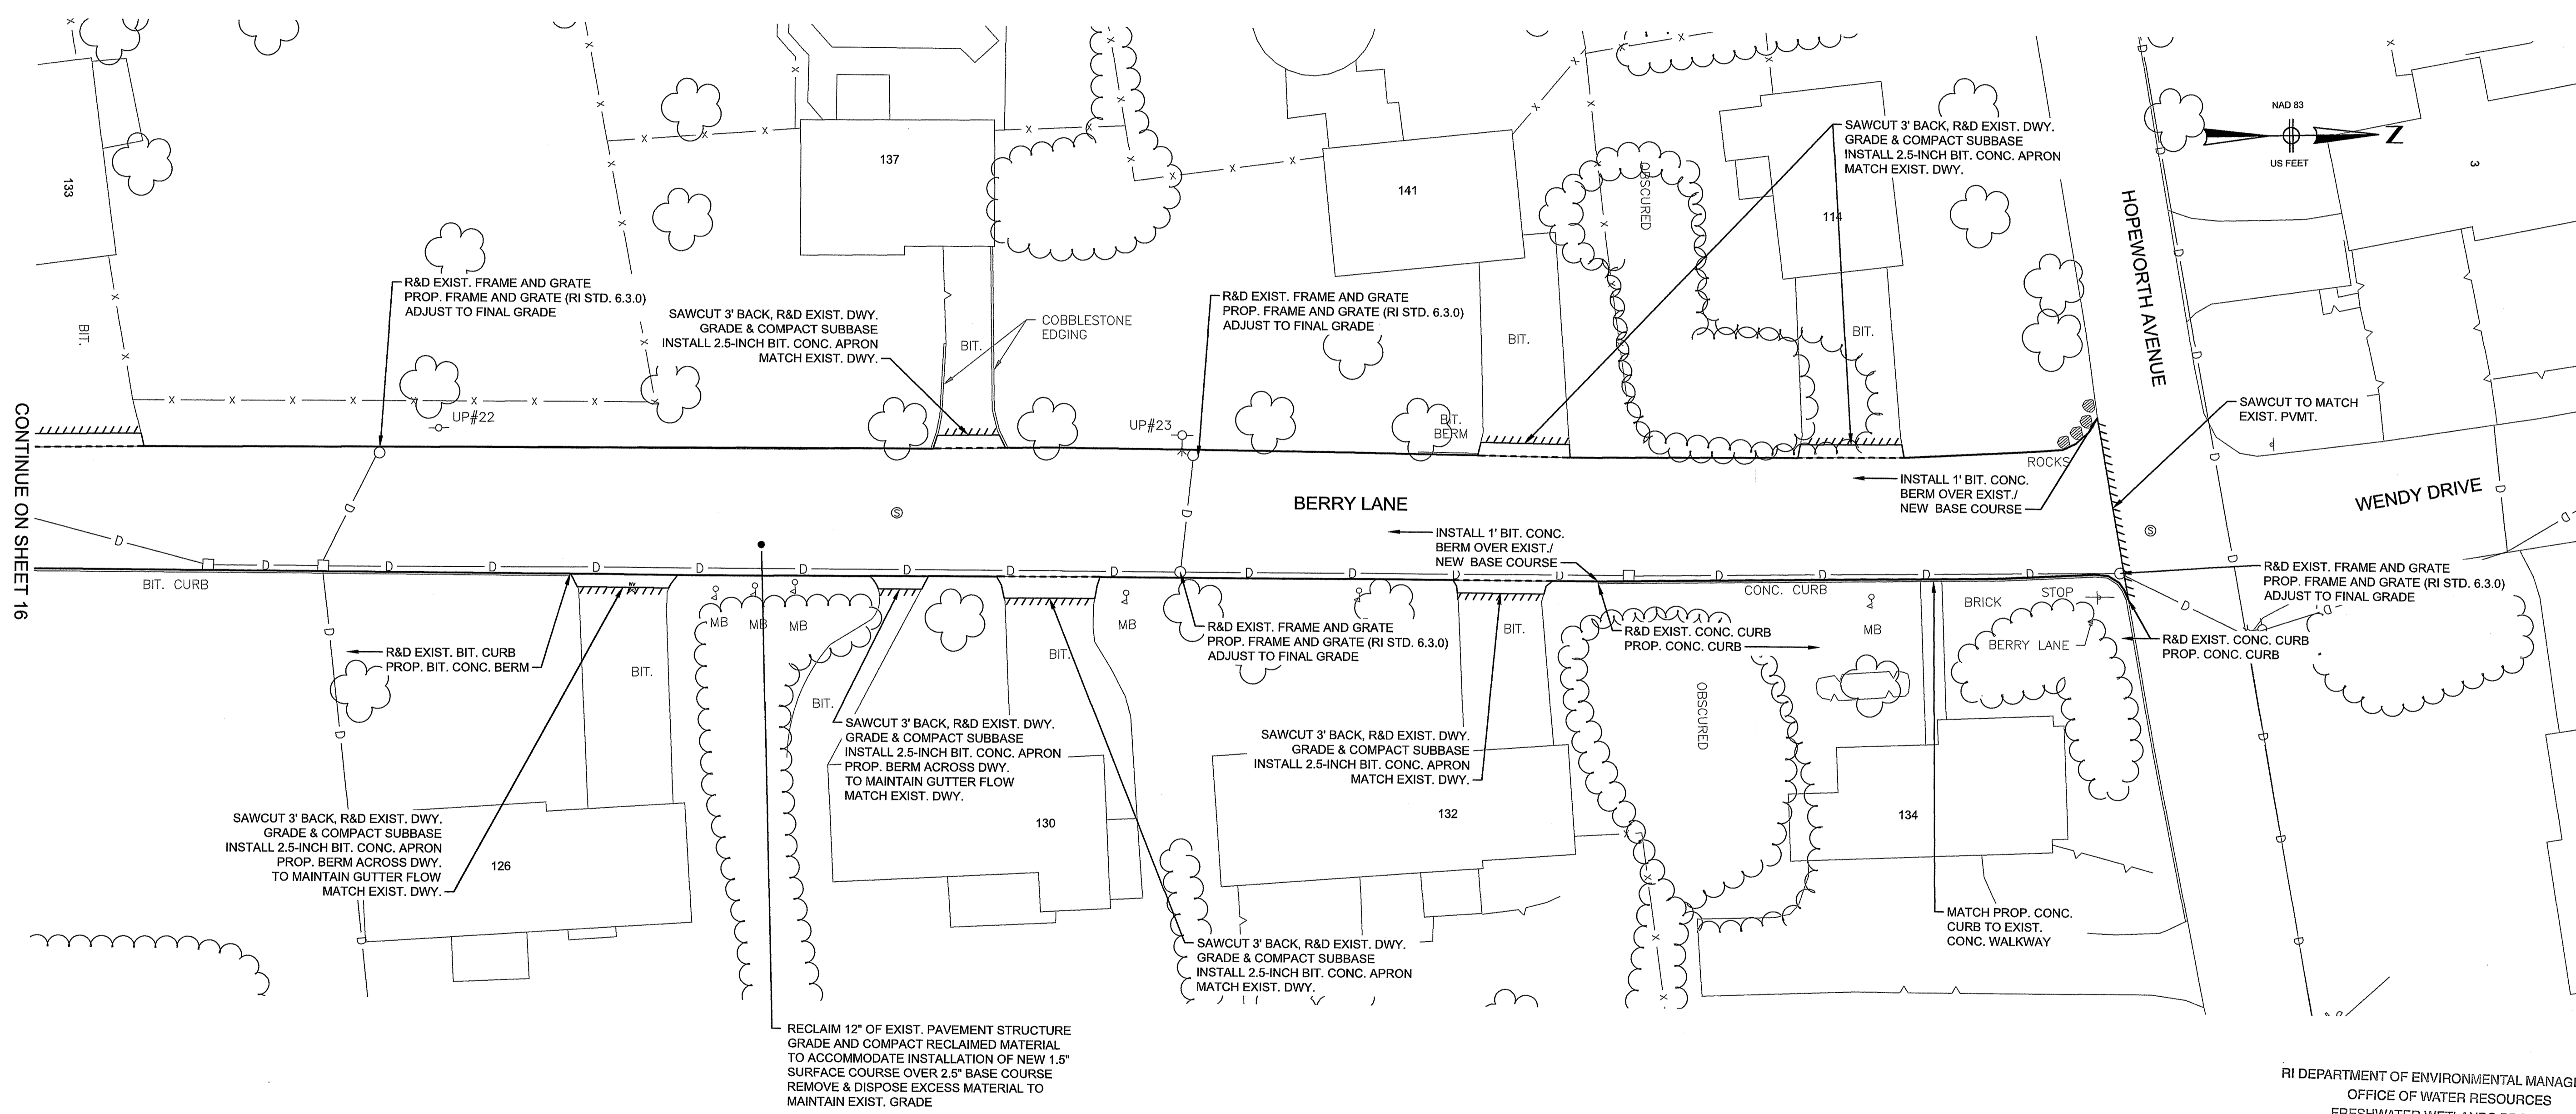 NAD 83
Z
US FEET
3
133
137
141
114
SAWCUT 3' BACK, R&D EXIST. DWY.
GRADE & COMPACT SUBBASE
INSTALL 2.5-INCH BIT. CONC. APRON
MATCH EXIST. DWY.
OBSCURED
HOPEWORTH AVENUE
R&D EXIST. FRAME AND GRATE
PROP. FRAME AND GRATE (RI STD. 6.3.0)
ADJUST TO FINAL GRADE
SAWCUT 3' BACK, R&D EXIST. DWY.
GRADE & COMPACT SUBBASE
INSTALL 2.5-INCH BIT. CONC. APRON
MATCH EXIST. DWY.
COBBLESTONE
EDGING
R&D EXIST. FRAME AND GRATE
PROP. FRAME AND GRATE (RI STD. 6.3.0)
ADJUST TO FINAL GRADE
BIT.
BIT.
BIT.
BIT.
SAWCUT TO MATCH
EXIST. PVMT.
UP#22
UP#23
BIT.
BERM
ROCKS
CONTINUE ON SHEET 16
BERRY LANE
WENDY DRIVE
INSTALL 1' BIT. CONC.
BERM OVER EXIST./
NEW BASE COURSE
INSTALL 1' BIT. CONC.
BERM OVER EXIST./
NEW BASE COURSE
S
S
D
BIT. CURB
CONC. CURB
BRICK
STOP
BERRY LANE
R&D EXIST. FRAME AND GRATE
PROP. FRAME AND GRATE (RI STD. 6.3.0)
ADJUST TO FINAL GRADE
MB
MB
MB
MB
MB
R&D EXIST. BIT. CURB
PROP. BIT. CONC. BERM
R&D EXIST. FRAME AND GRATE
PROP. FRAME AND GRATE (RI STD. 6.3.0)
ADJUST TO FINAL GRADE
R&D EXIST. CONC. CURB
PROP. CONC. CURB
R&D EXIST. CONC. CURB
PROP. CONC. CURB
BIT.
BIT.
BIT.
BIT.
OBSCURED
SAWCUT 3' BACK, R&D EXIST. DWY.
GRADE & COMPACT SUBBASE
INSTALL 2.5-INCH BIT. CONC. APRON
PROP. BERM ACROSS DWY.
TO MAINTAIN GUTTER FLOW
MATCH EXIST. DWY.
SAWCUT 3' BACK, R&D EXIST. DWY.
GRADE & COMPACT SUBBASE
INSTALL 2.5-INCH BIT. CONC. APRON
MATCH EXIST. DWY.
SAWCUT 3' BACK, R&D EXIST. DWY.
GRADE & COMPACT SUBBASE
INSTALL 2.5-INCH BIT. CONC. APRON
PROP. BERM ACROSS DWY.
TO MAINTAIN GUTTER FLOW
MATCH EXIST. DWY.
126
130
132
134
MATCH PROP. CONC.
CURB TO EXIST.
CONC. WALKWAY
SAWCUT 3' BACK, R&D EXIST. DWY.
GRADE & COMPACT SUBBASE
INSTALL 2.5-INCH BIT. CONC. APRON
MATCH EXIST. DWY.
RECLAIM 12" OF EXIST. PAVEMENT STRUCTURE
GRADE AND COMPACT RECLAIMED MATERIAL
TO ACCOMMODATE INSTALLATION OF NEW 1.5"
SURFACE COURSE OVER 2.5" BASE COURSE
REMOVE & DISPOSE EXCESS MATERIAL TO
MAINTAIN EXIST. GRADE
RI DEPARTMENT OF ENVIRONMENTAL MANAG
OFFICE OF WATER RESOURCES
FRESHWATER WETLANDS